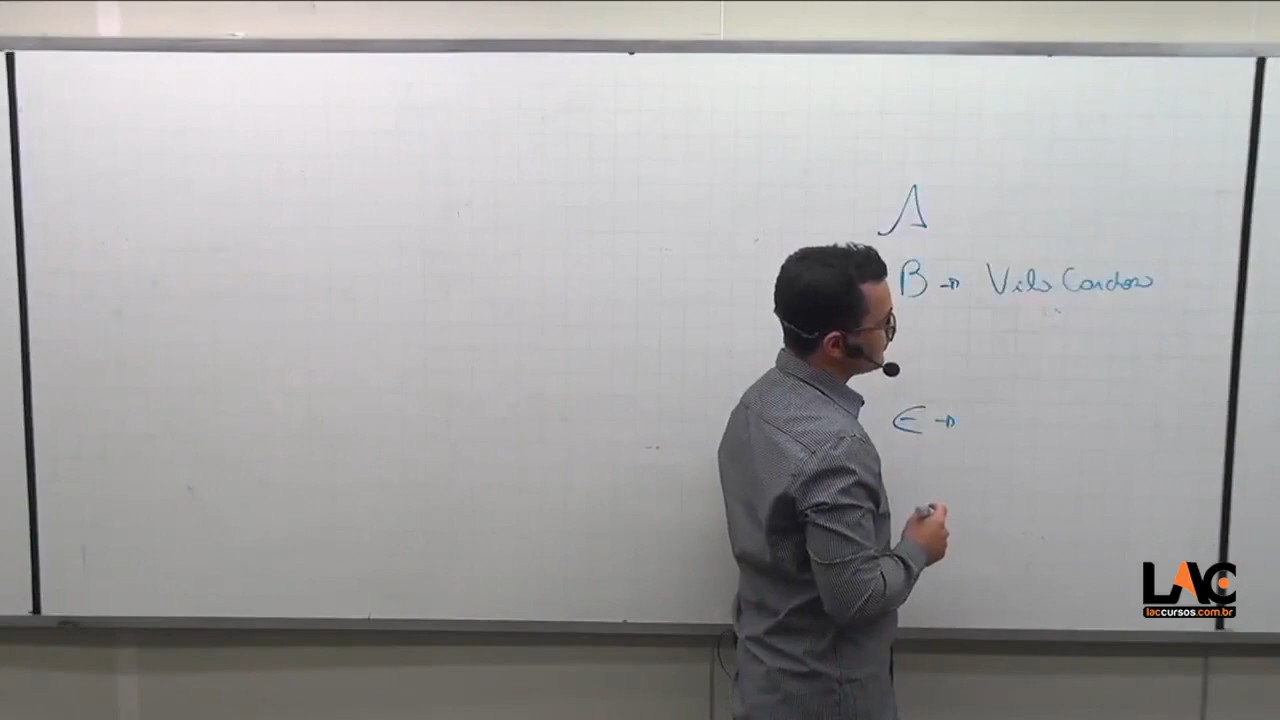 A
B → Vila Cardoso
E →
LAC
laccursos.com.br